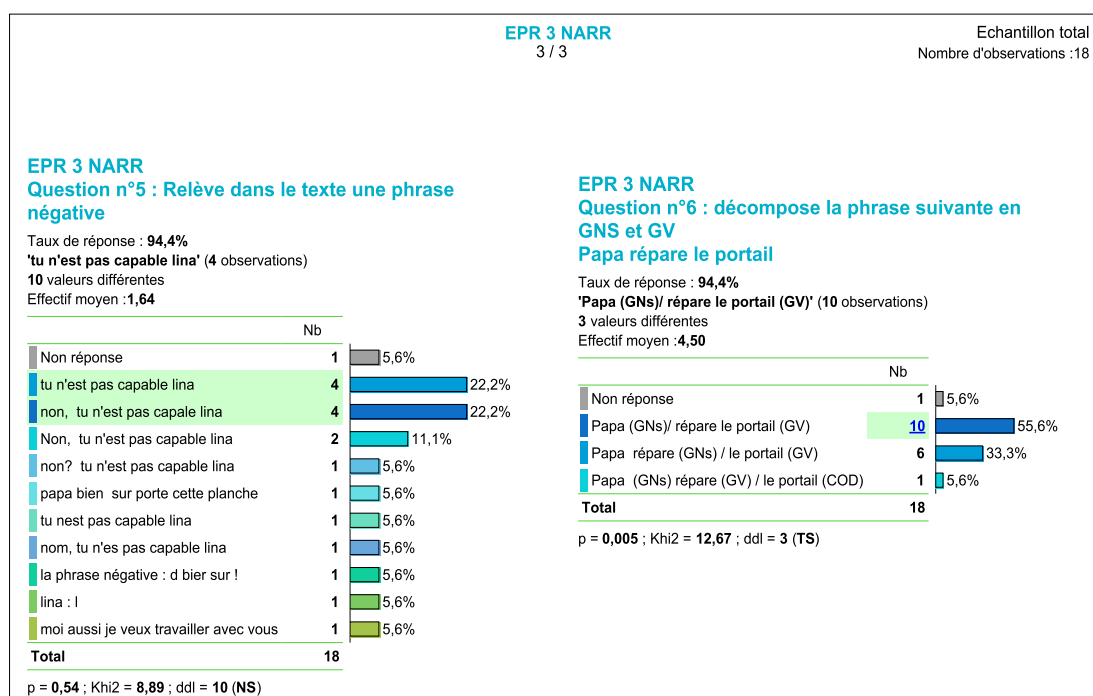 EPR 3 NARR
3 / 3
Echantillon total
Nombre d'observations :18
EPR 3 NARR
Question n°5 : Relève dans le texte une phrase
négative
Taux de réponse : 94,4%
'tu n'est pas capable lina' (4 observations)
10 valeurs différentes
Effectif moyen :1,64
Nb
Non réponse 1 5,6%
tu n'est pas capable lina 4 22,2%
non, tu n'est pas capale lina 4 22,2%
Non, tu n'est pas capable lina 2 11,1%
non? tu n'est pas capable lina 1 5,6%
papa bien sur porte cette planche 1 5,6%
tu nest pas capable lina 1 5,6%
nom, tu n'es pas capable lina 1 5,6%
la phrase négative : d bier sur ! 1 5,6%
lina : l 1 5,6%
moi aussi je veux travailler avec vous 1 5,6%
Total 18
p = 0,54 ; Khi2 = 8,89 ; ddl = 10 (NS)
EPR 3 NARR
Question n°6 : décompose la phrase suivante en
GNS et GV
Papa répare le portail
Taux de réponse : 94,4%
'Papa (GNs)/ répare le portail (GV)' (10 observations)
3 valeurs différentes
Effectif moyen :4,50
Nb
Non réponse 1 5,6%
Papa (GNs)/ répare le portail (GV) 10 55,6%
Papa répare (GNs) / le portail (GV) 6 33,3%
Papa (GNs) répare (GV) / le portail (COD) 1 5,6%
Total 18
p = 0,005 ; Khi2 = 12,67 ; ddl = 3 (TS)